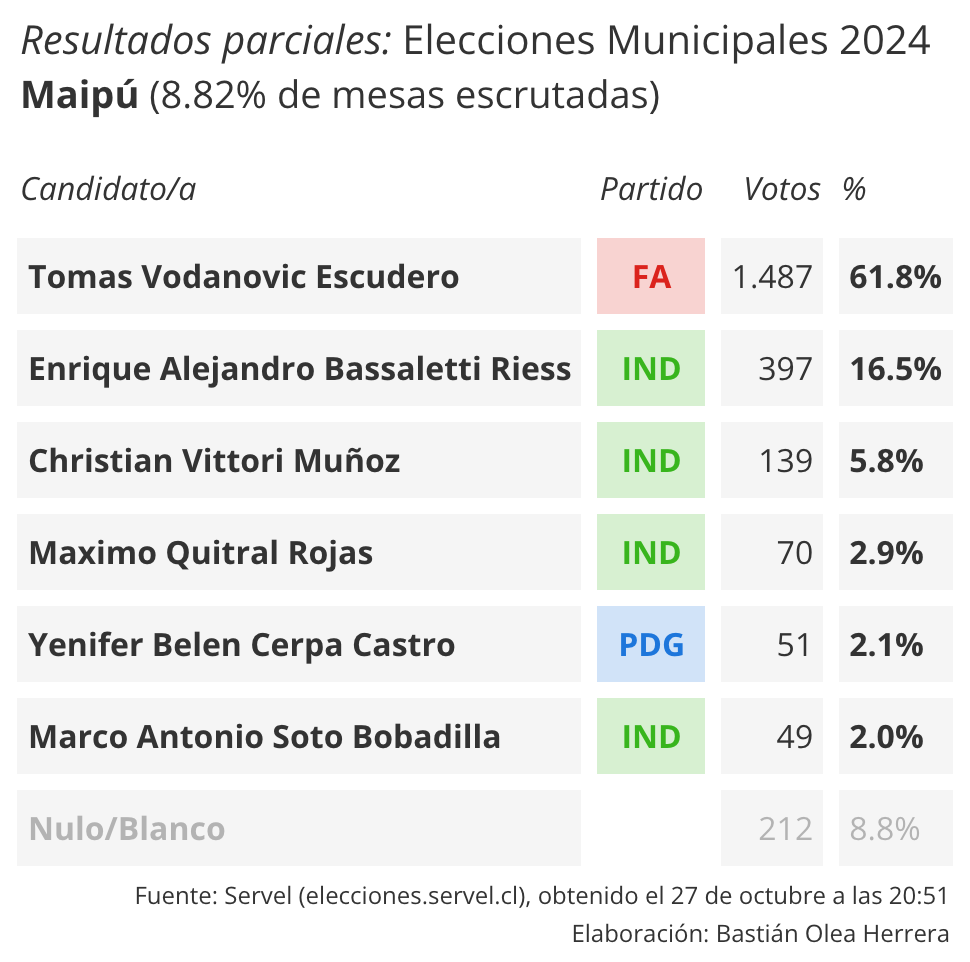 Resultados parciales: Elecciones Municipales 2024
Maipú (8.82% de mesas escrutadas)
Candidato/a Partido Votos %
Tomas Vodanovic Escudero FA 1.487 61.8%
Enrique Alejandro Bassaletti Riess IND 397 16.5%
Christian Vittori Muñoz IND 139 5.8%
Maximo Quitral Rojas IND 70 2.9%
Yenifer Belen Cerpa Castro PDG 51 2.1%
Marco Antonio Soto Bobadilla IND 49 2.0%
Nulo/Blanco 212 8.8%
Fuente: Servel (elecciones.servel.cl), obtenido el 27 de octubre a las 20:51
Elaboración: Bastián Olea Herrera